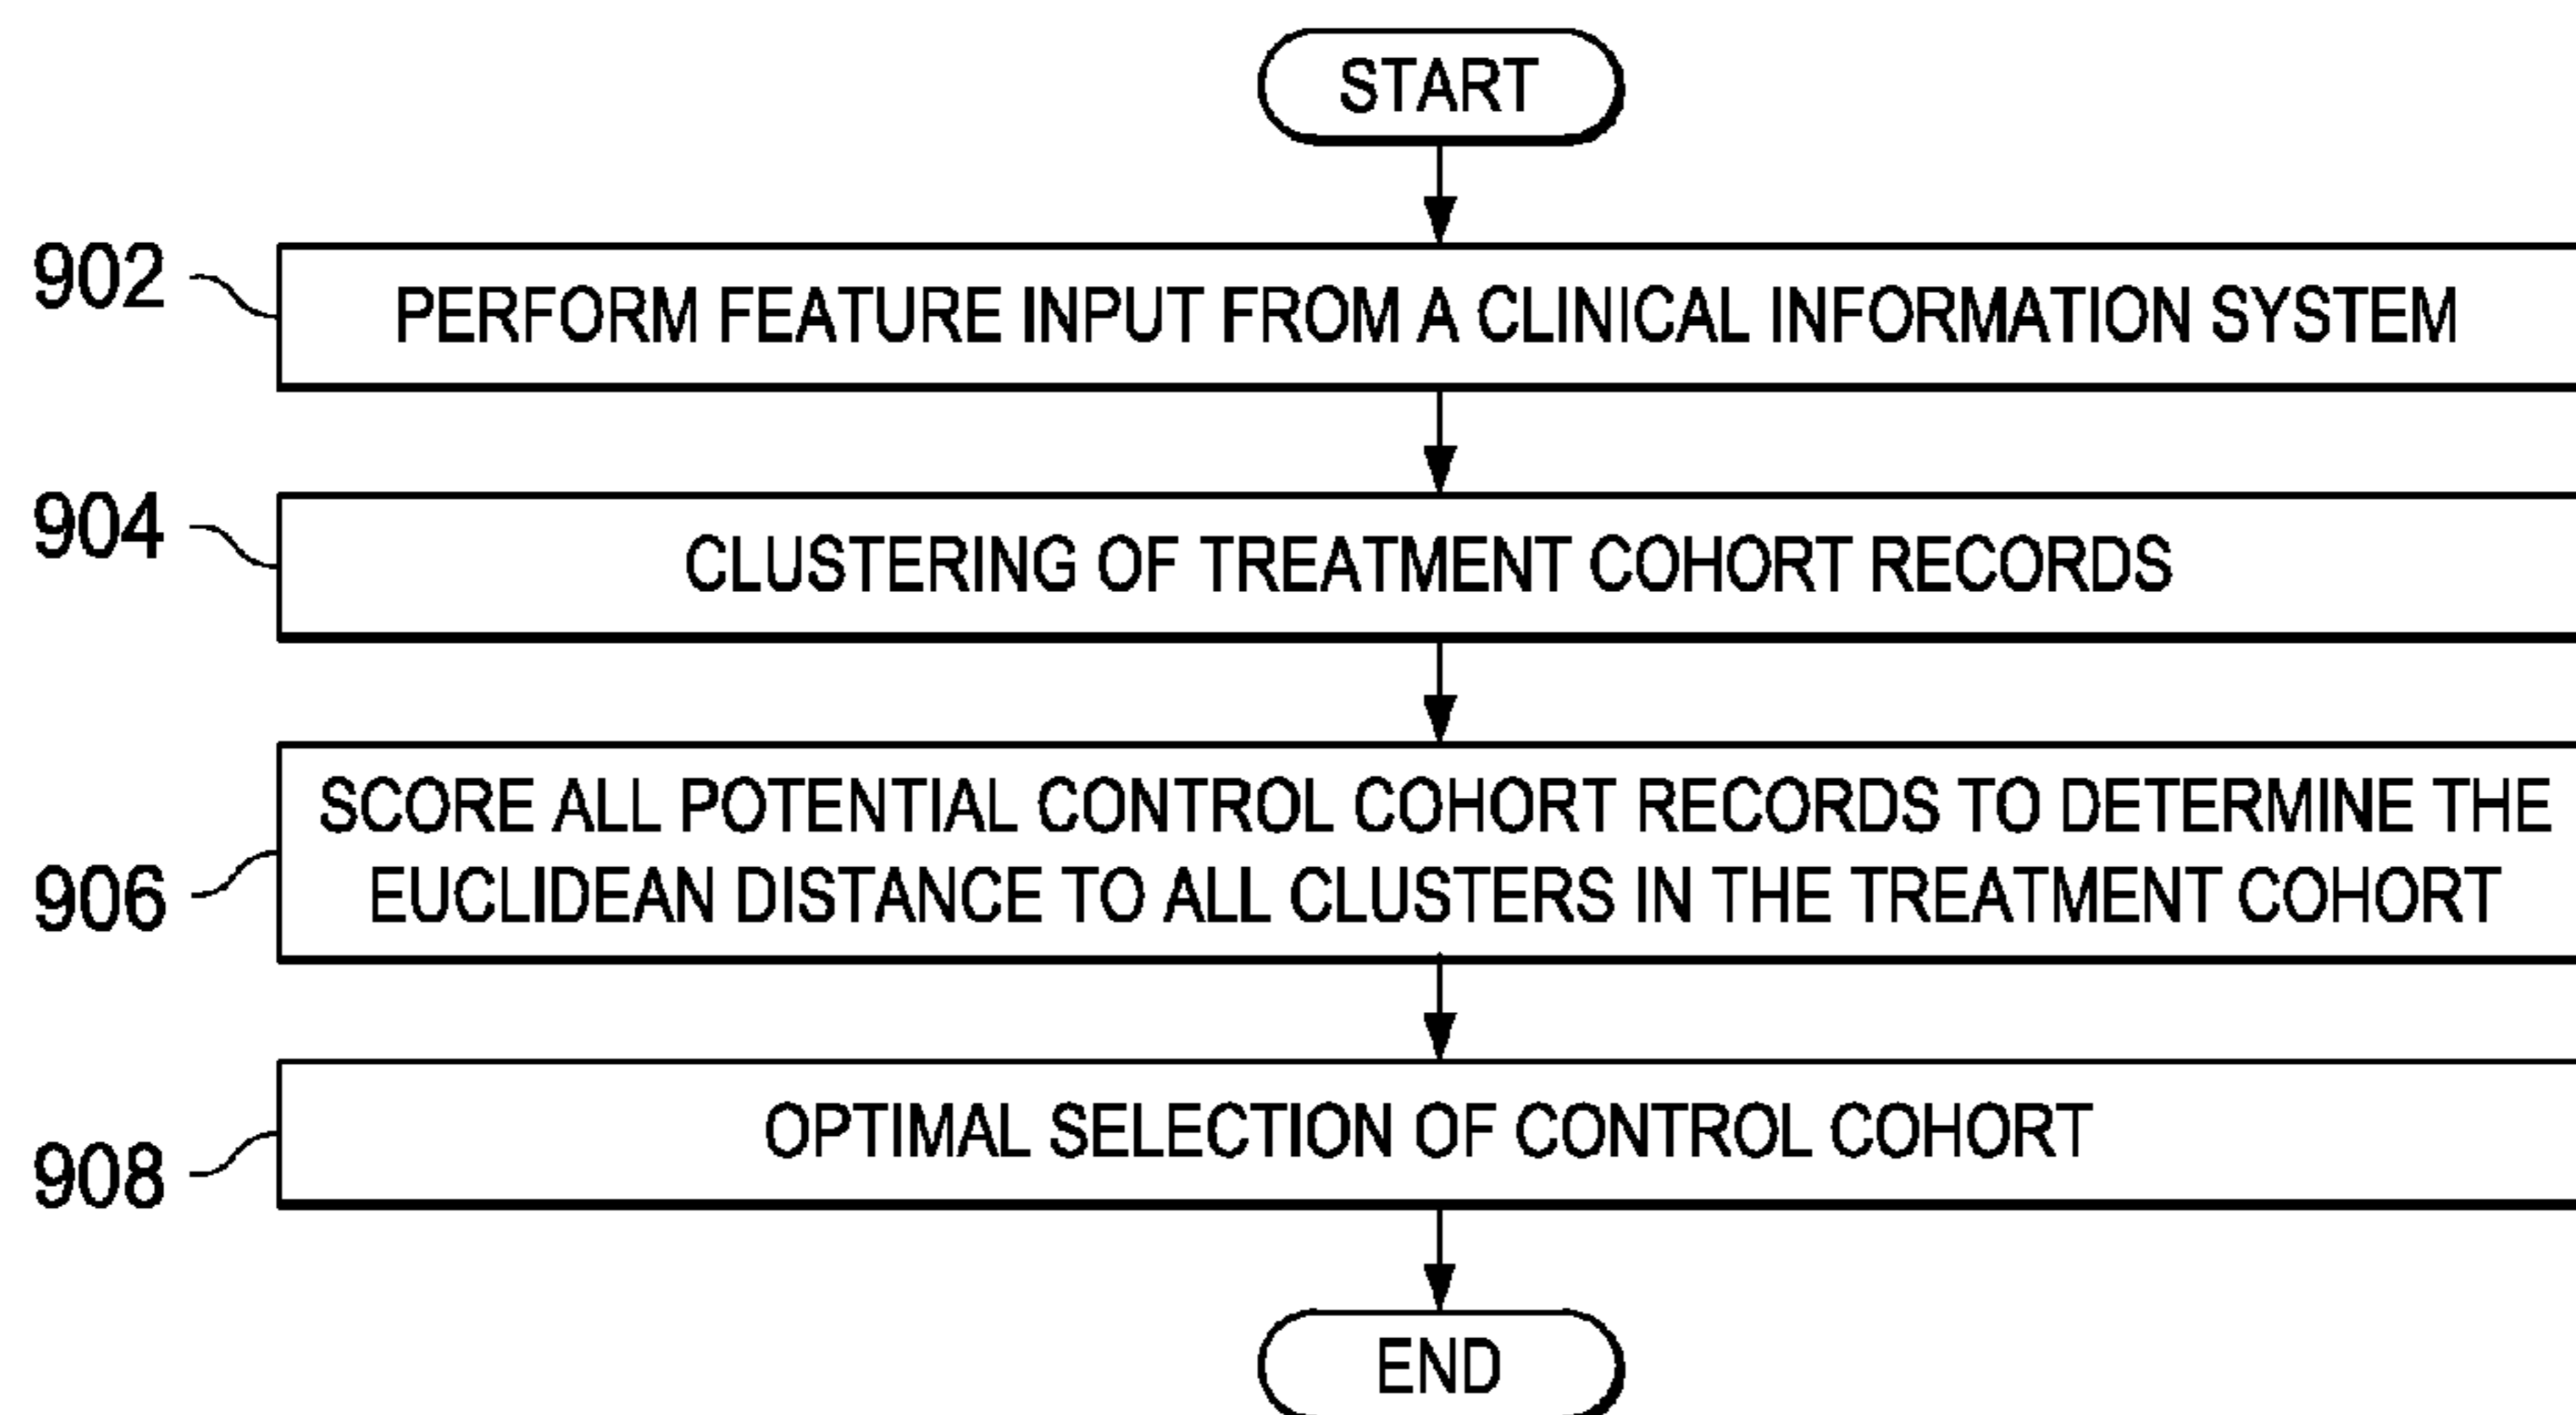 START
902
PERFORM FEATURE INPUT FROM A CLINICAL INFORMATION SYSTEM
904
CLUSTERING OF TREATMENT COHORT RECORDS
906
SCORE ALL POTENTIAL CONTROL COHORT RECORDS TO DETERMINE THE
EUCLIDEAN DISTANCE TO ALL CLUSTERS IN THE TREATMENT COHORT
908
OPTIMAL SELECTION OF CONTROL COHORT
END